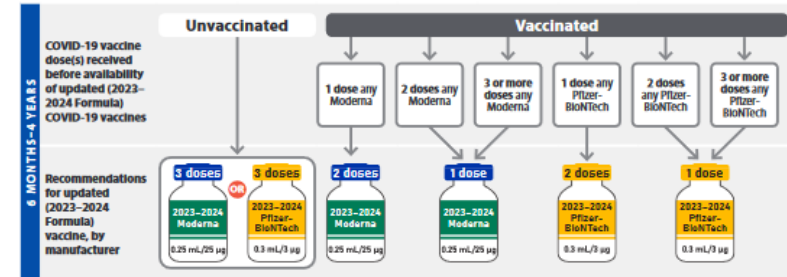 6 MONTHS–4 YEARS
COVID-19 vaccine
dose(s) received
before availability
of updated (2023–
2024 Formula)
COVID-19 vaccines
Unvaccinated
Vaccinated
1 dose any
Moderna
2 doses any
Moderna
3 or more
doses any
Moderna
1 dose any
Pfizer-
BioNTech
2 doses
any Pfizer-
BioNTech
3 or more
doses any
Pfizer-
BioNTech
Recommendations
for updated
(2023–2024
Formula)
vaccine, by
manufacturer
3 doses
2023–2024
Moderna
0.25 mL/25 µg
OR
3 doses
2023–2024
Pfizer-
BioNTech
0.3 mL/3 µg
2 doses
2023–2024
Moderna
0.25 mL/25 µg
1 dose
2023–2024
Moderna
0.25 mL/25 µg
2 doses
2023–2024
Pfizer-
BioNTech
0.3 mL/3 µg
1 dose
2023–2024
Pfizer-
BioNTech
0.3 mL/3 µg